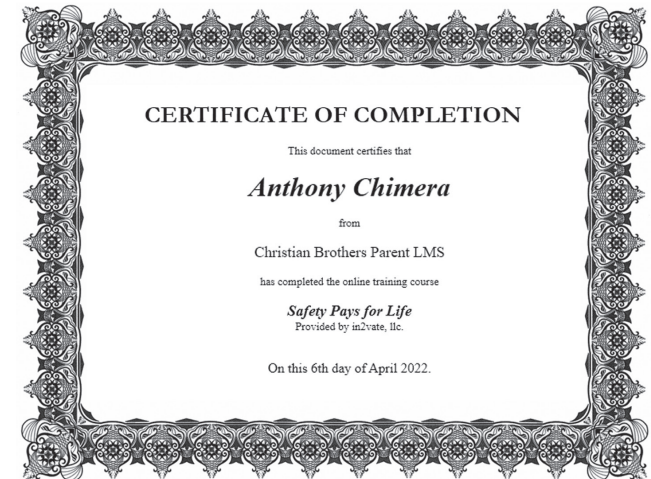 CERTIFICATE OF COMPLETION
This document certifies that
Anthony Chimera
from
Christian Brothers Parent LMS
has completed the online training course
Safety Pays for Life
Provided by in2vate, llc.
On this 6th day of April 2022.